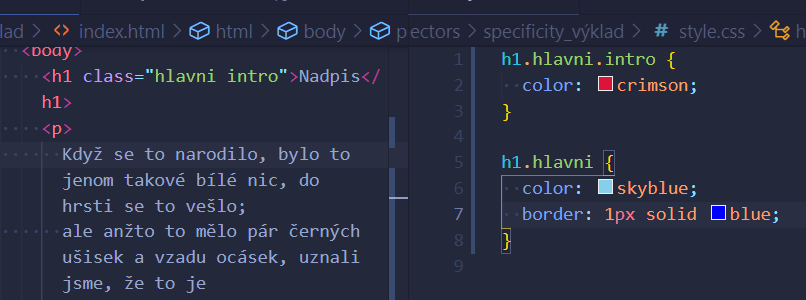 lad > index.html > html > body > p
<body>
<h1 class="hlavni intro">Nadpis</
h1>
<p>
Když se to narodilo, bylo to
jenom takové bílé nic, do
hrsti se to vešlo;
ale anžto to mělo pár černých
ušisek a vzadu ocásek, uznali
jsme, že to je
ectors > specificity_výklad > # style.css > h
1 h1.hlavni.intro {
2 color: crimson;
3 }
4
5 h1.hlavni {
6 color: skyblue;
7 border: 1px solid blue;
8 }
9